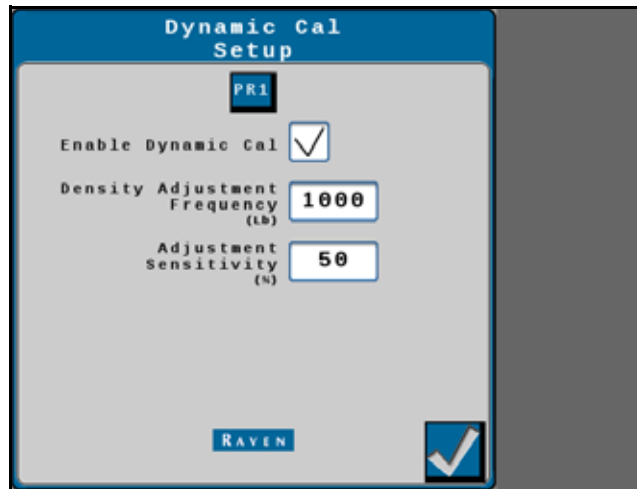 Dynamic Cal
Setup
PR1
Enable Dynamic Cal
Density Adjustment
Frequency 1000
(Lb)
Adjustment
Sensitivity 50
(%)
RAVEN